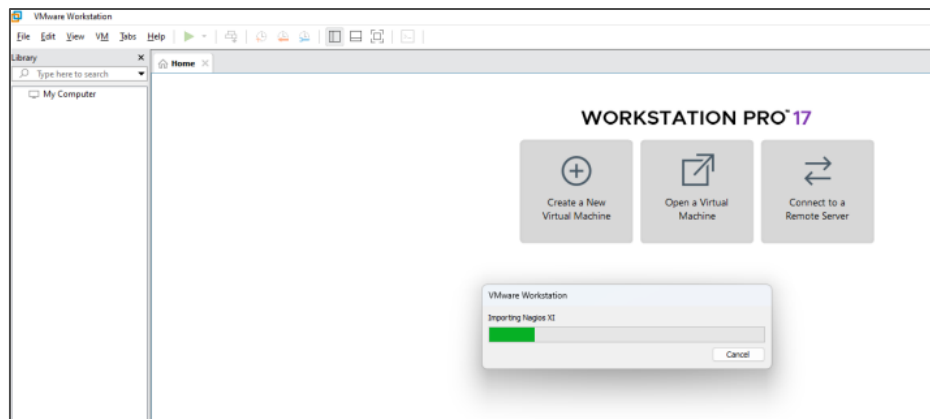 VMware Workstation
File Edit View VM Tabs Help
Library
Type here to search
My Computer
Home
WORKSTATION PRO™ 17
Create a New
Virtual Machine
Open a Virtual
Machine
Connect to a
Remote Server
VMware Workstation
Importing Nagios XI
Cancel